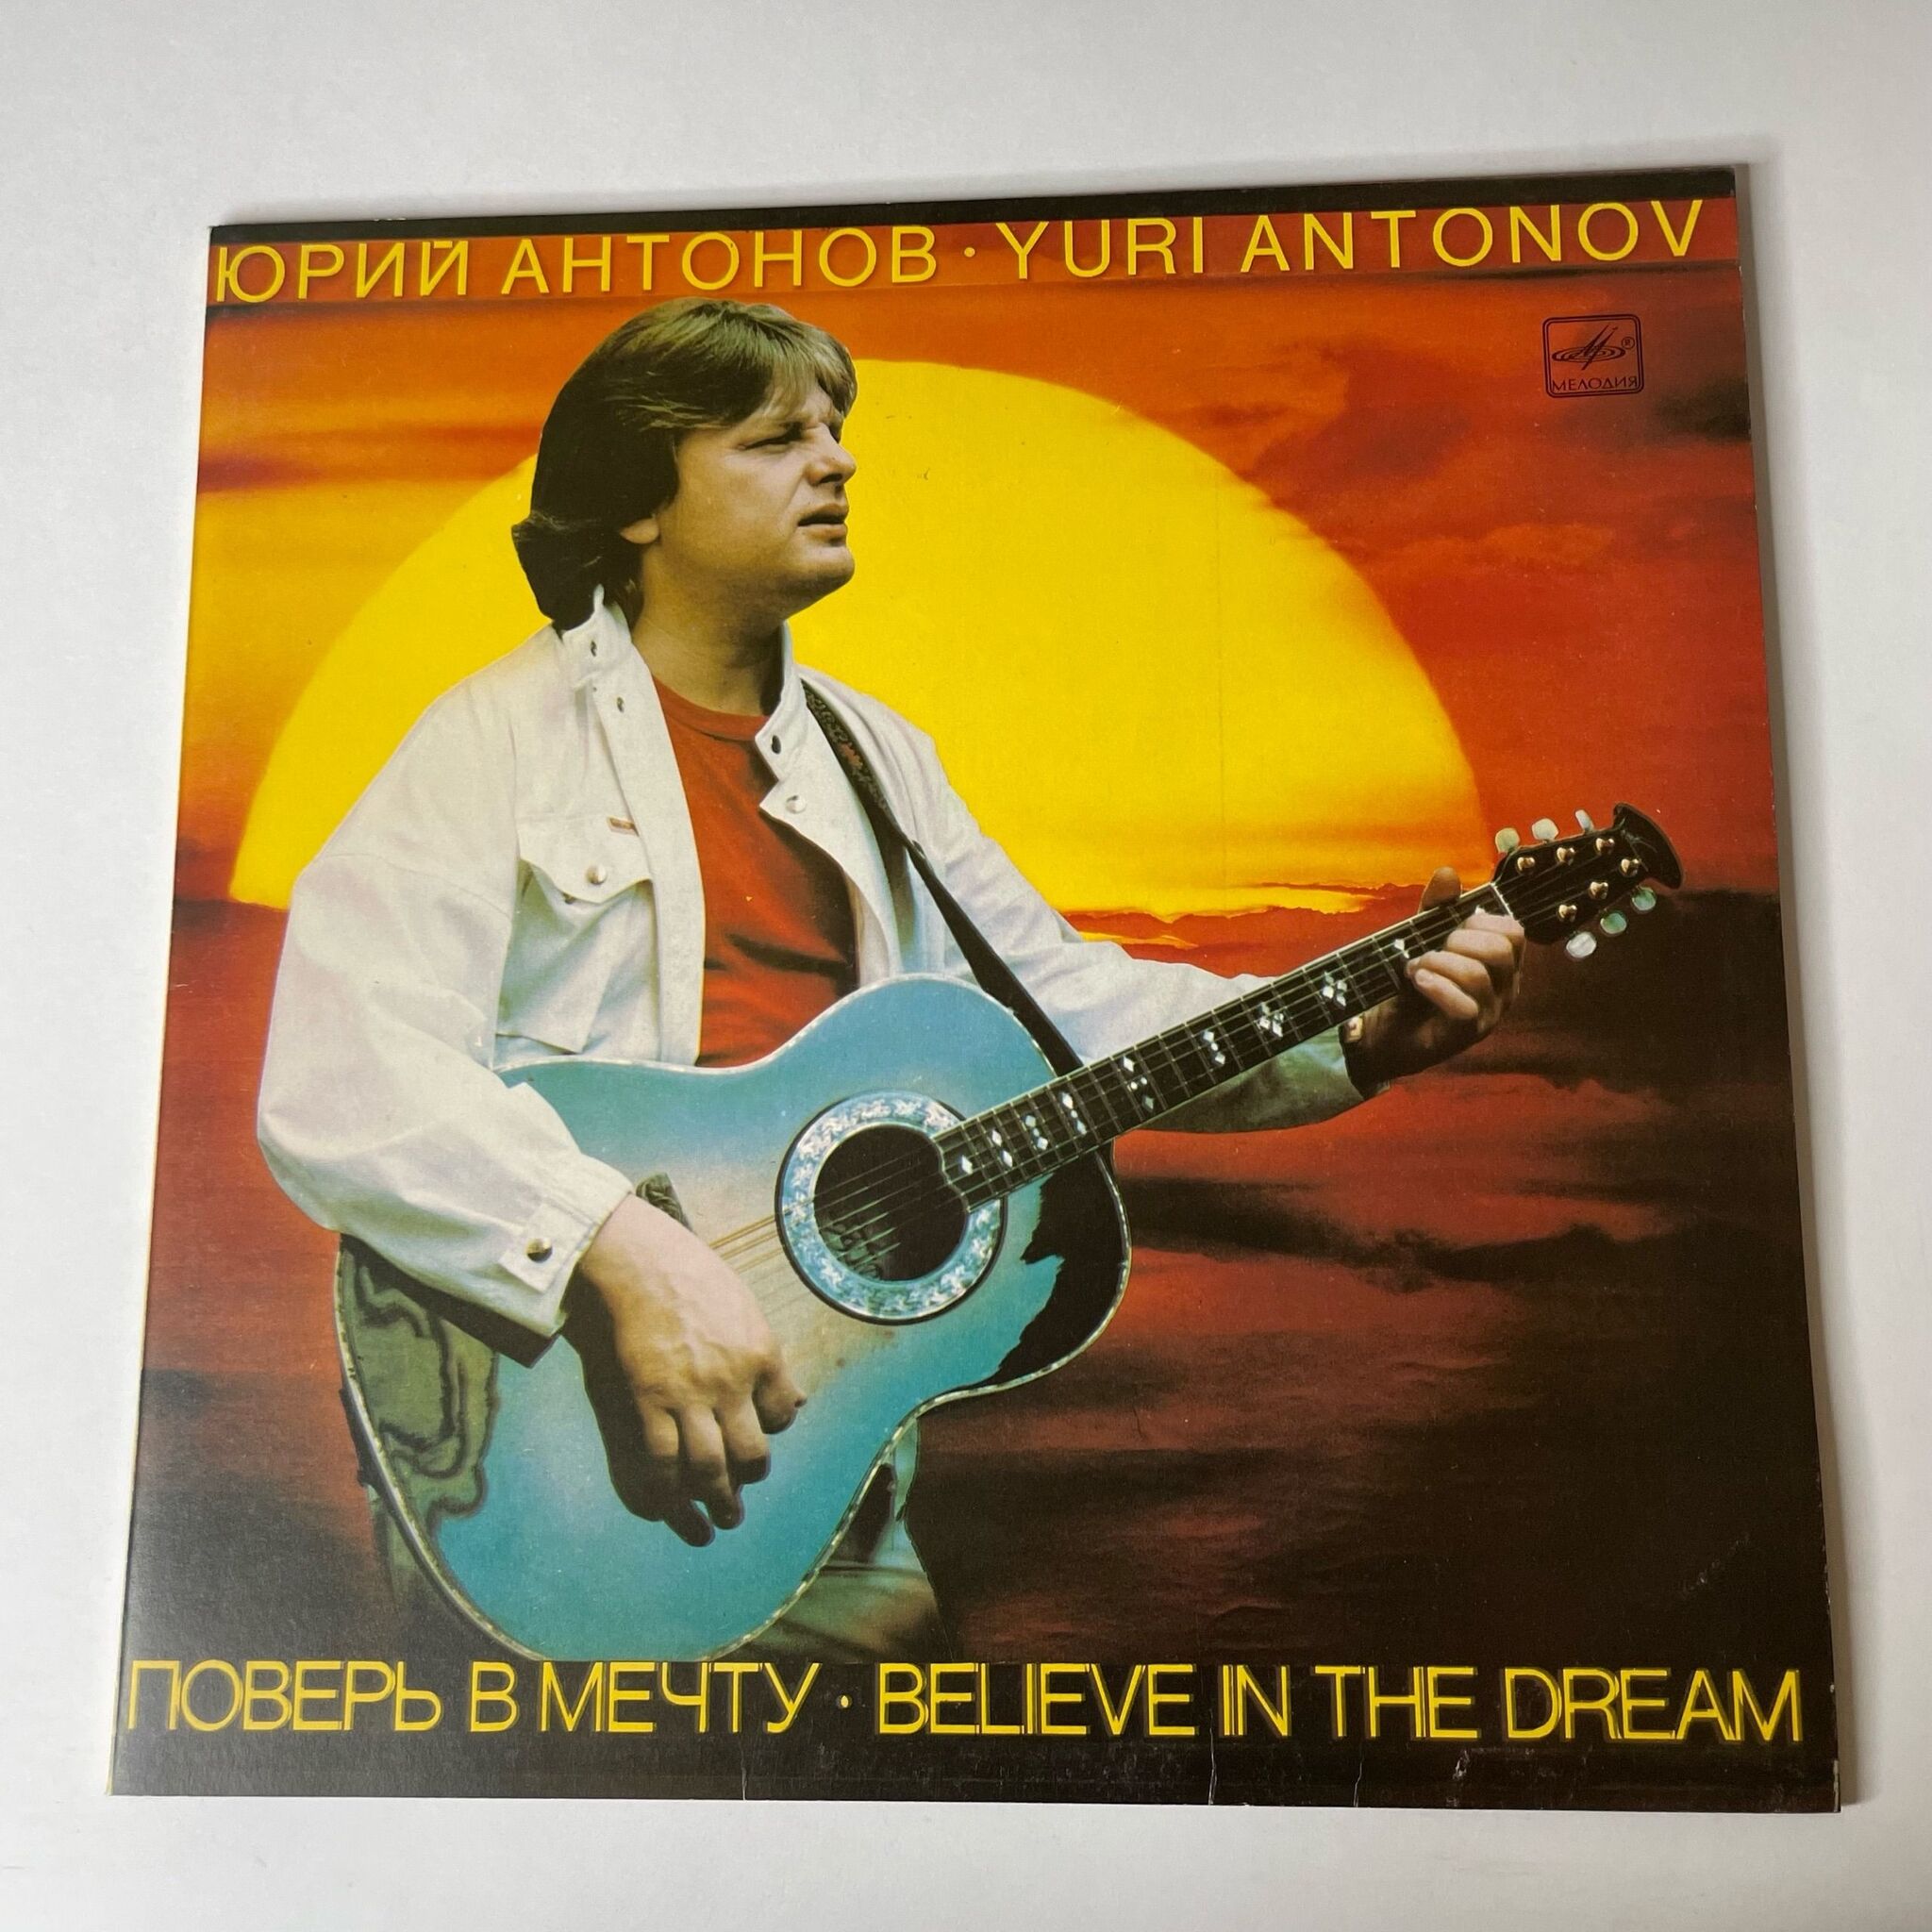 ЮРИЙ АНТОНОВ · YURI ANTONOV
МЕЛОДИЯ
ПОВЕРЬ В МЕЧТУ · BELIEVE IN THE DREAM